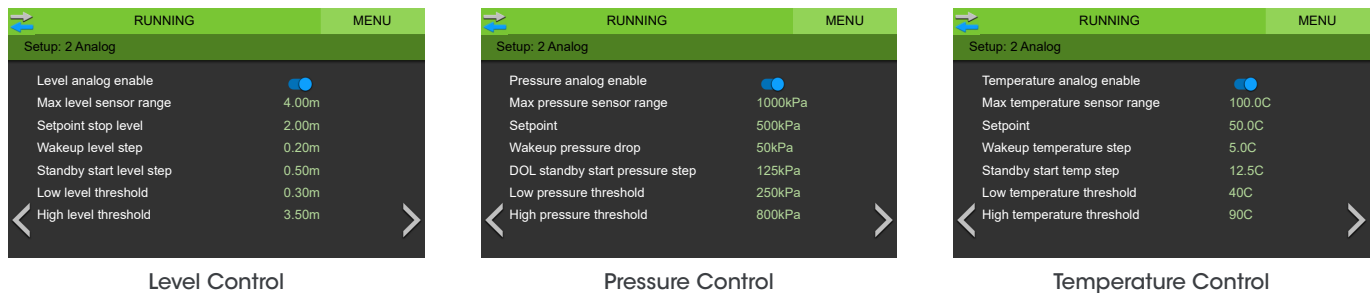 RUNNING MENU
Setup: 2 Analog
Level analog enable
Max level sensor range 4.00m
Setpoint stop level 2.00m
Wakeup level step 0.20m
Standby start level step 0.50m
Low level threshold 0.30m
High level threshold 3.50m
Level Control
RUNNING MENU
Setup: 2 Analog
Pressure analog enable
Max pressure sensor range 1000kPa
Setpoint 500kPa
Wakeup pressure drop 50kPa
DOL standby start pressure step 125kPa
Low pressure threshold 250kPa
High pressure threshold 800kPa
Pressure Control
RUNNING MENU
Setup: 2 Analog
Temperature analog enable
Max temperature sensor range 100.0C
Setpoint 50.0C
Wakeup temperature step 5.0C
Standby start temp step 12.5C
Low temperature threshold 40C
High temperature threshold 90C
Temperature Control